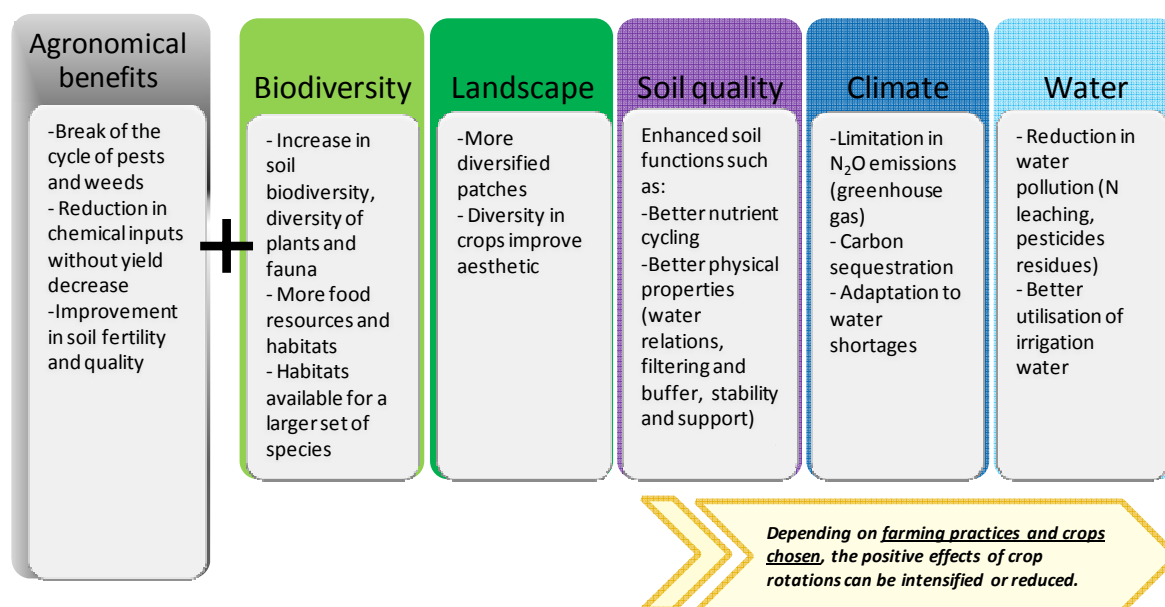 Agronomical
benefits
-Break of the
cycle of pests
and weeds
- Reduction in
chemical inputs
without yield
decrease
-Improvement
in soil fertility
and quality
+
Biodiversity
- Increase in
soil
biodiversity,
diversity of
plants and
fauna
- More food
resources and
habitats
- Habitats
available for a
larger set of
species
Landscape
-More
diversified
patches
- Diversity in
crops improve
aesthetic
Soil quality
Enhanced soil
functions such
as:
-Better nutrient
cycling
-Better physical
properties
(water
relations,
filtering and
buffer, stability
and support)
Climate
-Limitation in
N₂O emissions
(greenhouse
gas)
- Carbon
sequestration
- Adaptation to
water
shortages
Water
- Reduction in
water
pollution (N
leaching,
pesticides
residues)
- Better
utilisation of
irrigation
water
Depending on farming practices and crops
chosen, the positive effects of crop
rotations can be intensified or reduced.